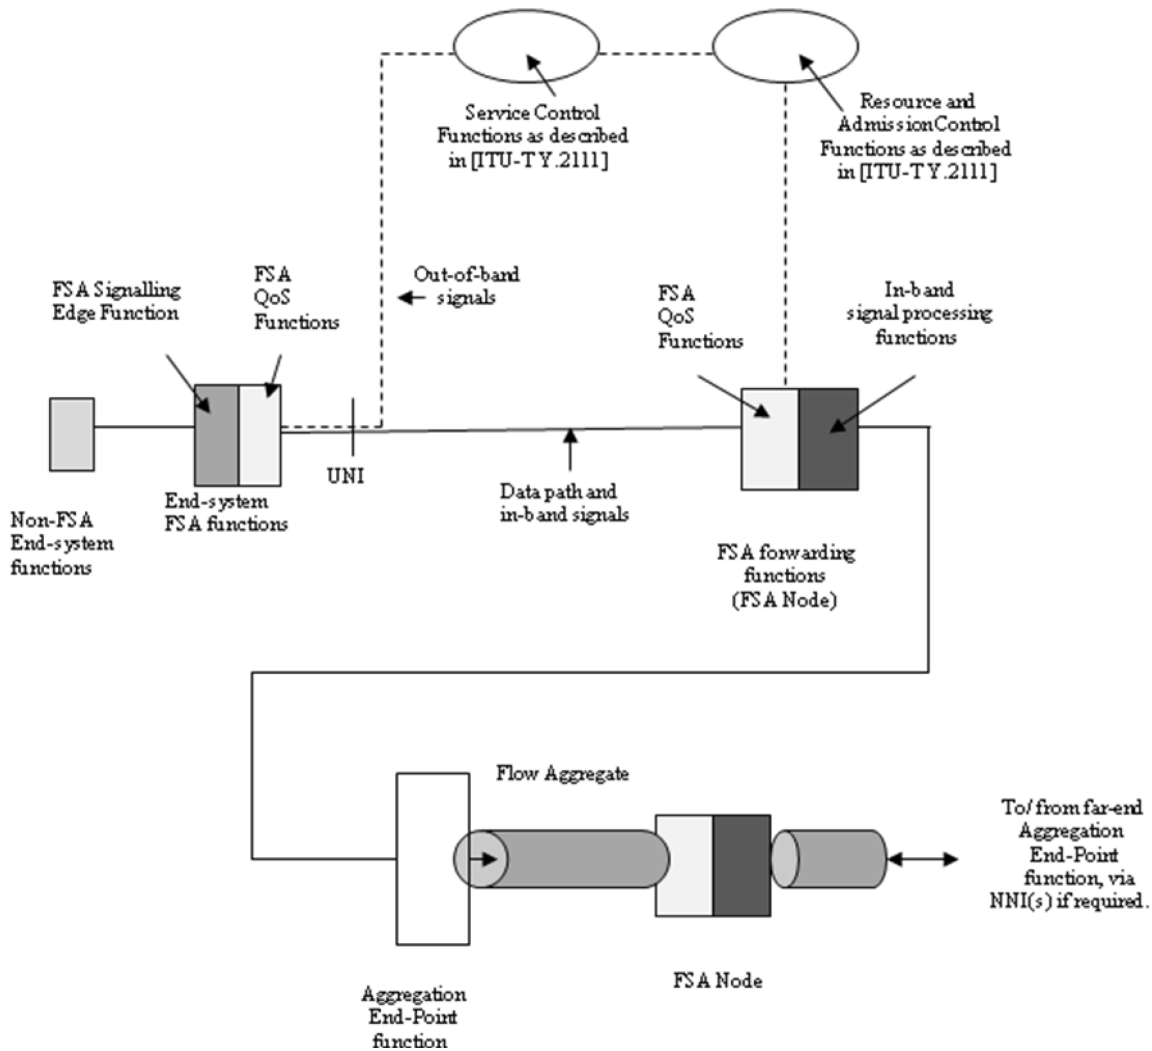 Service Control
Functions as described
in [ITU-T Y.2111]
Resource and
Admission Control
Functions as described
in [ITU-T Y.2111]
FSA Signalling
Edge Function
FSA
QoS
Functions
Out-of-band
signals
FSA
QoS
Functions
In-band
signal processing
functions
UNI
Non-FSA
End-system
functions
End-system
FSA functions
Data path and
in-band signals
FSA forwarding
functions
(FSA Node)
Flow Aggregate
To/from far-end
Aggregation
End-Point
function, via
NNI(s) if required.
Aggregation
End-Point
function
FSA Node